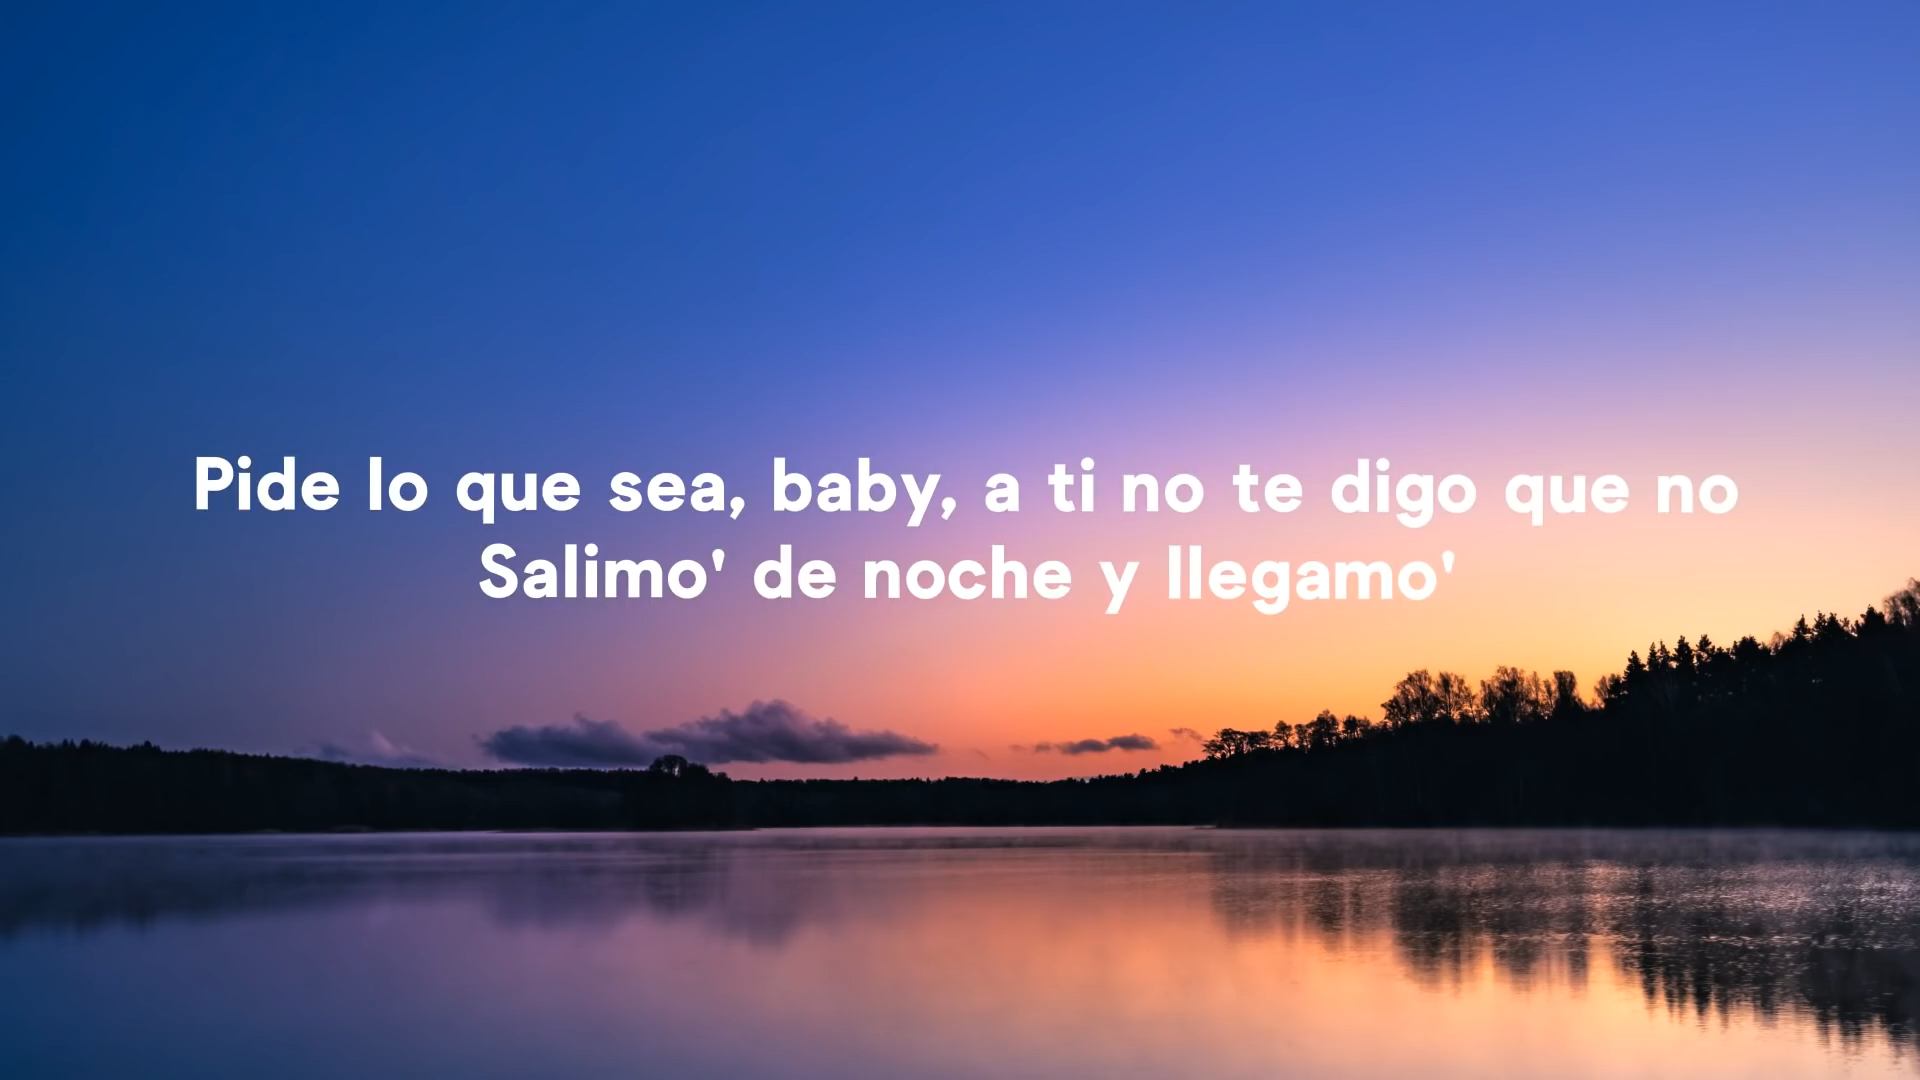 Pide lo que sea, baby, a ti no te digo que no
Salimo' de noche y llegamo'